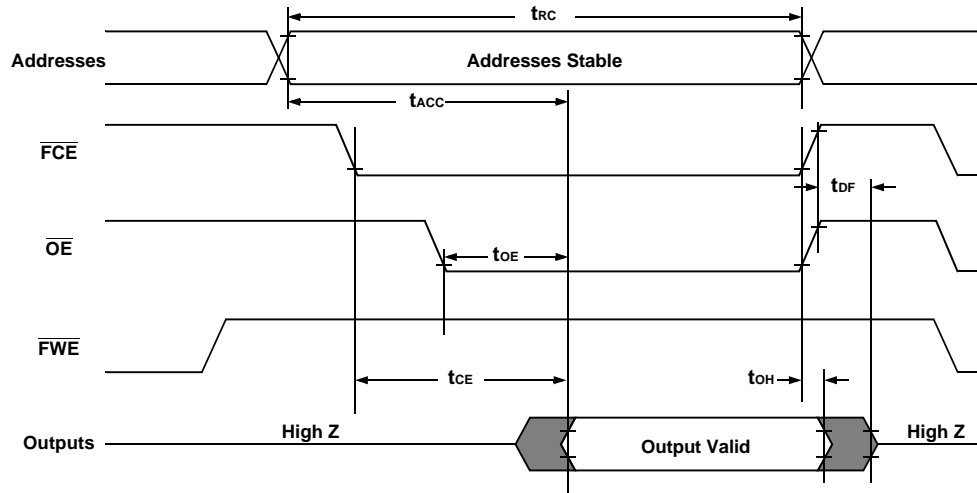 tRC
Addresses
Addresses Stable
tACC
FCE
tDF
OE
tOE
FWE
tCE
tOH
Outputs
High Z
Output Valid
High Z